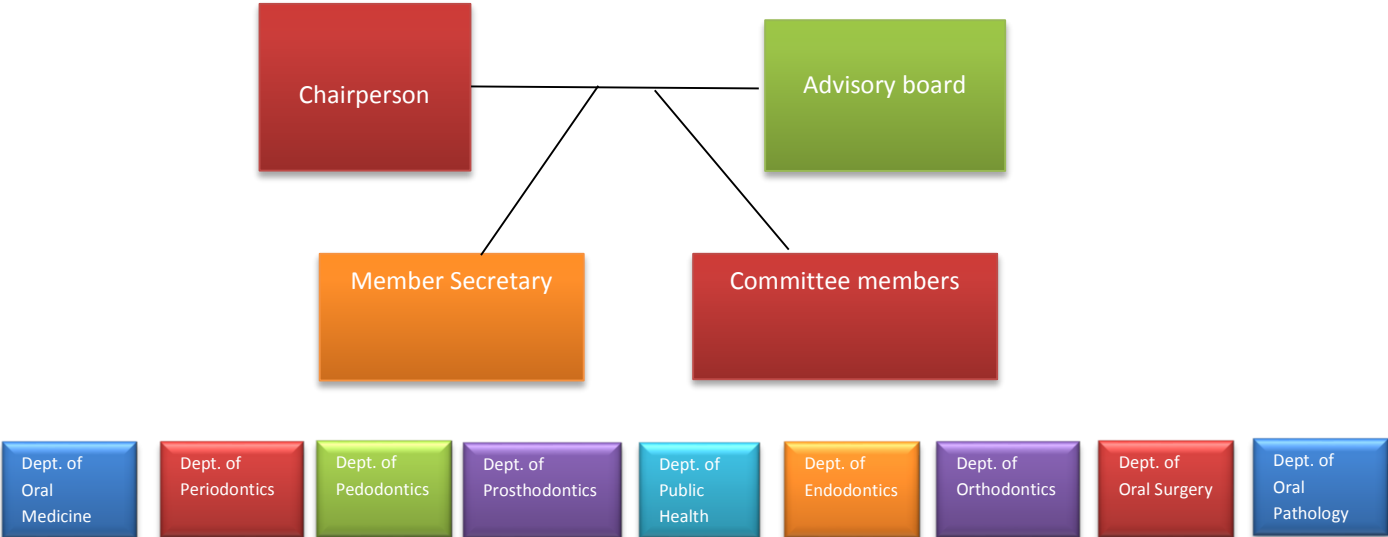 Chairperson
Advisory board
Member Secretary
Committee members
Dept. of
Oral
Medicine
Dept. of
Periodontics
Dept. of
Pedodontics
Dept. of
Prosthodontics
Dept. of
Public
Health
Dept. of
Endodontics
Dept. of
Orthodontics
Dept. of
Oral Surgery
Dept. of
Oral
Pathology